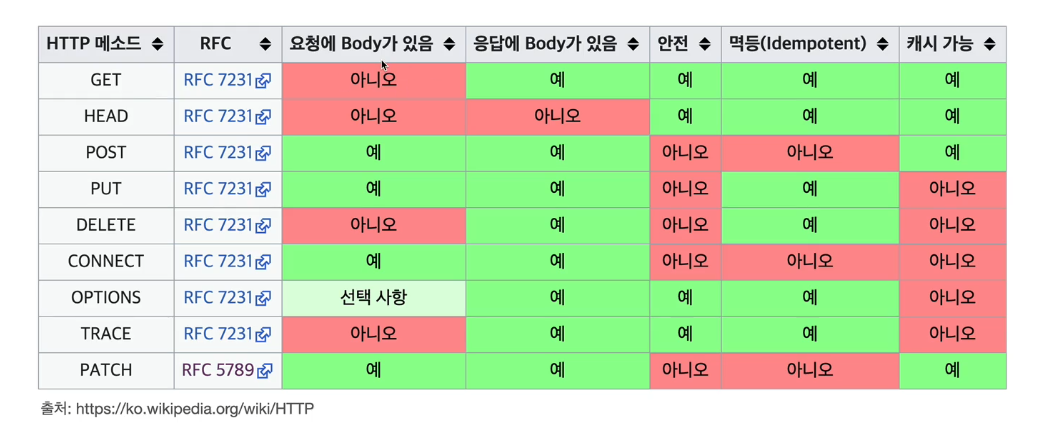 HTTP 메소드 RFC 요청에 Body가 있음 응답에 Body가 있음 안전 멱등(Idempotent) 캐시 가능
GET RFC 7231 아니오 예 예 예 예
HEAD RFC 7231 아니오 아니오 예 예 예
POST RFC 7231 예 예 아니오 아니오 예
PUT RFC 7231 예 예 아니오 예 아니오
DELETE RFC 7231 아니오 예 아니오 예 아니오
CONNECT RFC 7231 예 예 아니오 아니오 아니오
OPTIONS RFC 7231 선택 사항 예 예 예 아니오
TRACE RFC 7231 아니오 예 예 예 아니오
PATCH RFC 5789 예 예 아니오 아니오 예
출처: https://ko.wikipedia.org/wiki/HTTP